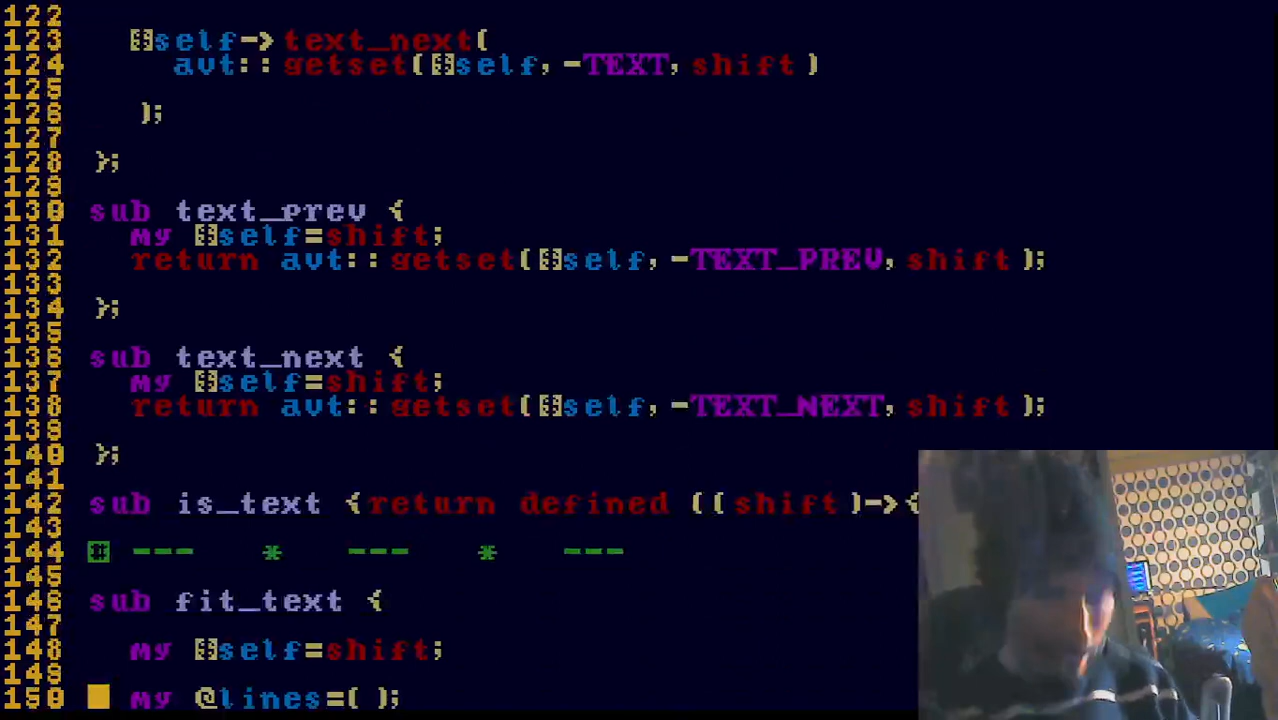 122
123 $self->text_next(
124 avt::getset($self,-TEXT,shift)
125
126 );
127
128 };
129
130 sub text_prev {
131 my $self=shift;
132 return avt::getset($self,-TEXT_PREV,shift);
133
134 };
135
136 sub text_next {
137 my $self=shift;
138 return avt::getset($self,-TEXT_NEXT,shift);
139
140 };
141
142 sub is_text {return defined ((shift)->{
143
144 # --- * --- * ---
145
146 sub fit_text {
147
148 my $self=shift;
149
150 my @lines=( );